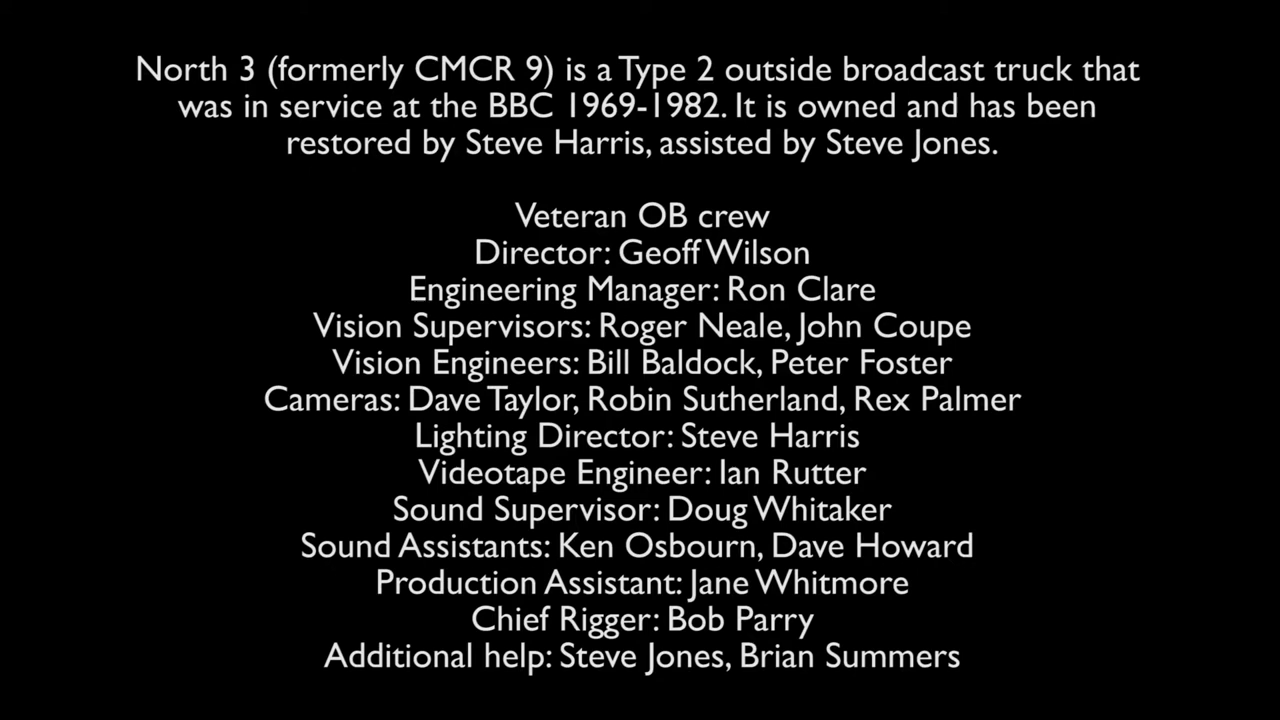 North 3 (formerly CMCR 9) is a Type 2 outside broadcast truck that
was in service at the BBC 1969-1982. It is owned and has been
restored by Steve Harris, assisted by Steve Jones.
Veteran OB crew
Director: Geoff Wilson
Engineering Manager: Ron Clare
Vision Supervisors: Roger Neale, John Coupe
Vision Engineers: Bill Baldock, Peter Foster
Cameras: Dave Taylor, Robin Sutherland, Rex Palmer
Lighting Director: Steve Harris
Videotape Engineer: Ian Rutter
Sound Supervisor: Doug Whitaker
Sound Assistants: Ken Osbourn, Dave Howard
Production Assistant: Jane Whitmore
Chief Rigger: Bob Parry
Additional help: Steve Jones, Brian Summers